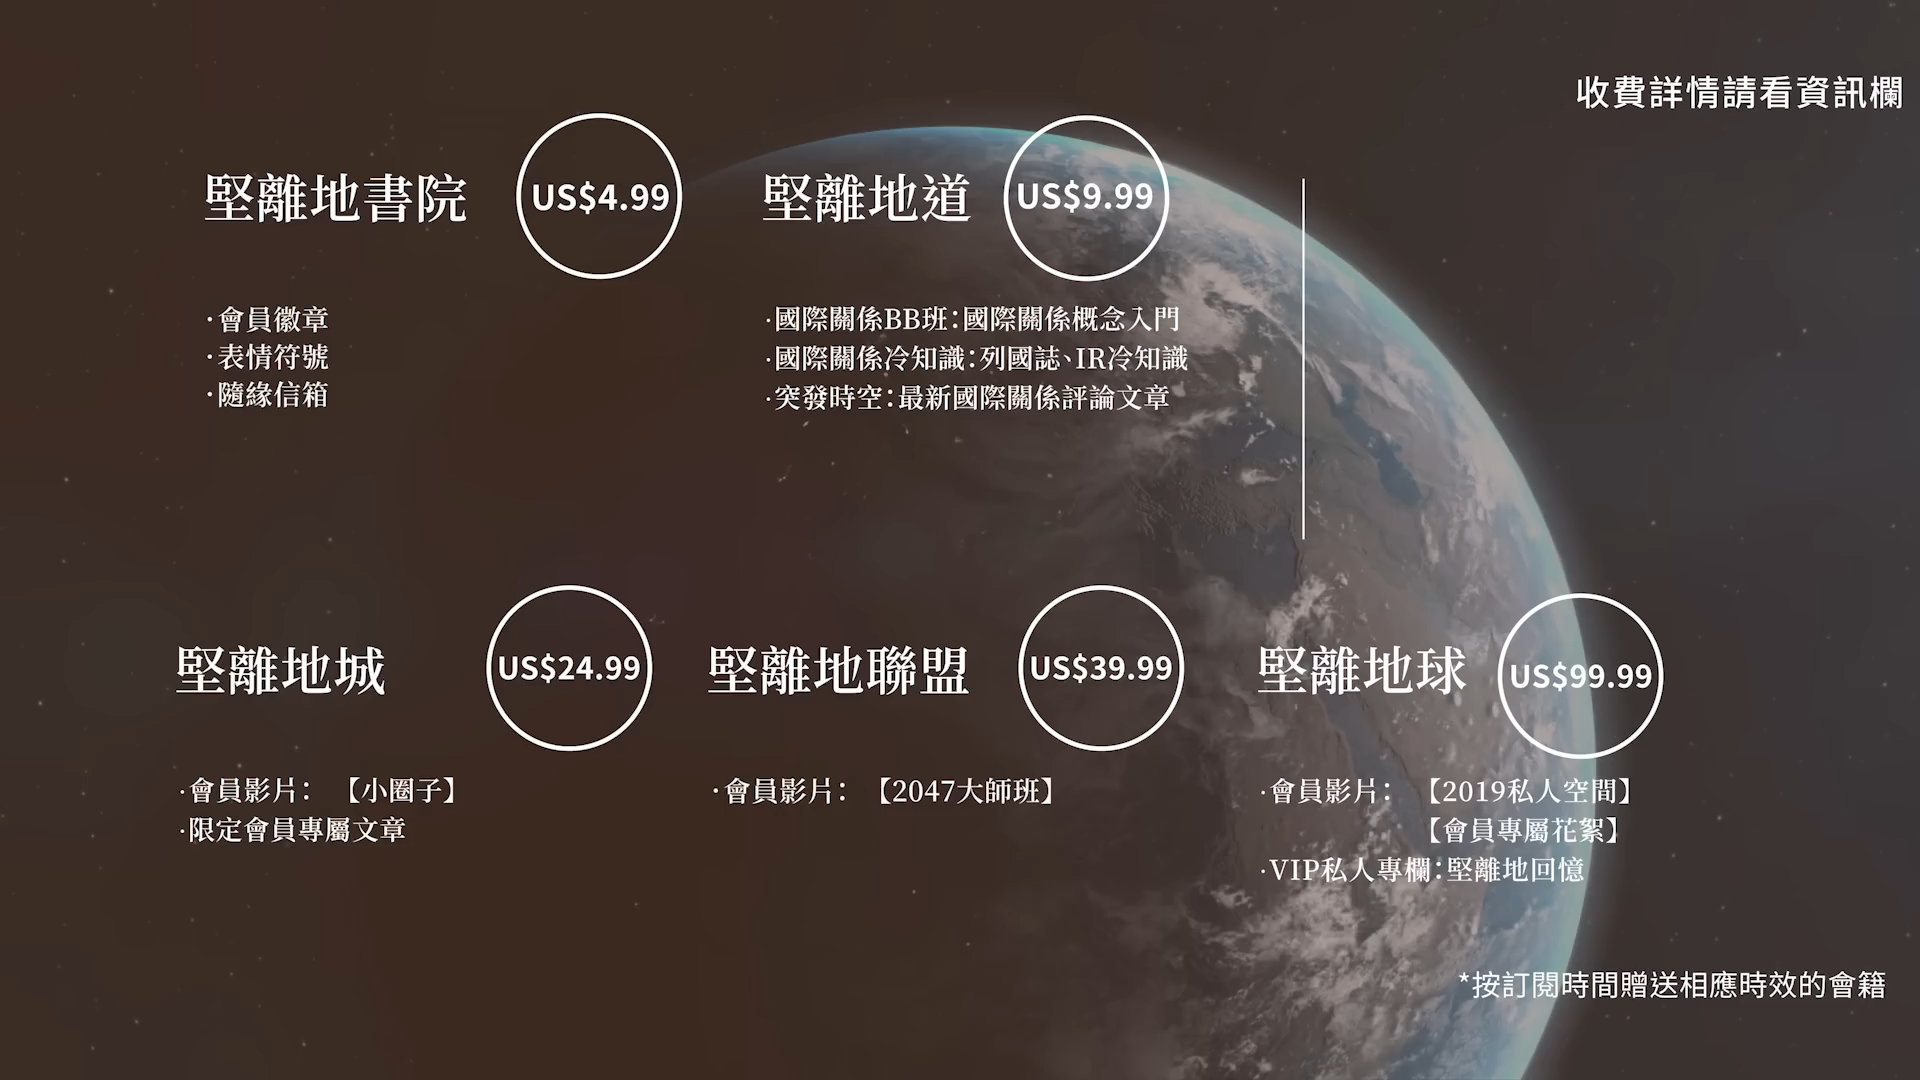 收費詳情請看資訊欄
堅離地書院
US$4.99
·會員徽章
·表情符號
·隨緣信箱
堅離地道
US$9.99
·國際關係BB班：國際關係概念入門
·國際關係冷知識：列國誌、IR冷知識
·突發時空：最新國際關係評論文章
堅離地城
US$24.99
·會員影片：【小圈子】
·限定會員專屬文章
堅離地聯盟
US$39.99
·會員影片：【2047大師班】
堅離地球
US$99.99
·會員影片：【2019私人空間】
【會員專屬花絮】
·VIP私人專欄：堅離地回憶
*按訂閱時間贈送相應時效的會籍